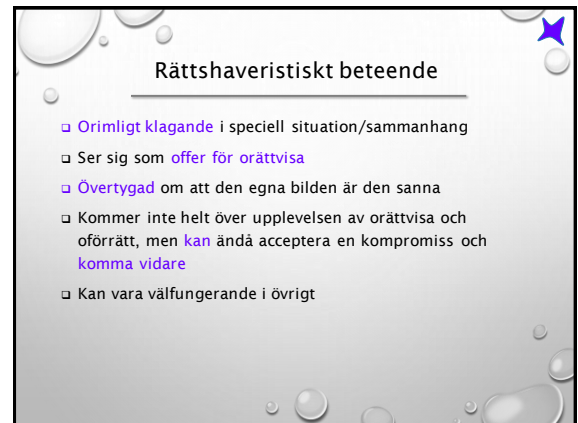 Rättshaveristiskt beteende
Orimligt klagande i speciell situation/sammanhang
Ser sig som offer för orättvisa
Övertygad om att den egna bilden är den sanna
Kommer inte helt över upplevelsen av orättvisa och
oförrätt, men kan ändå acceptera en kompromiss och
komma vidare
Kan vara välfungerande i övrigt